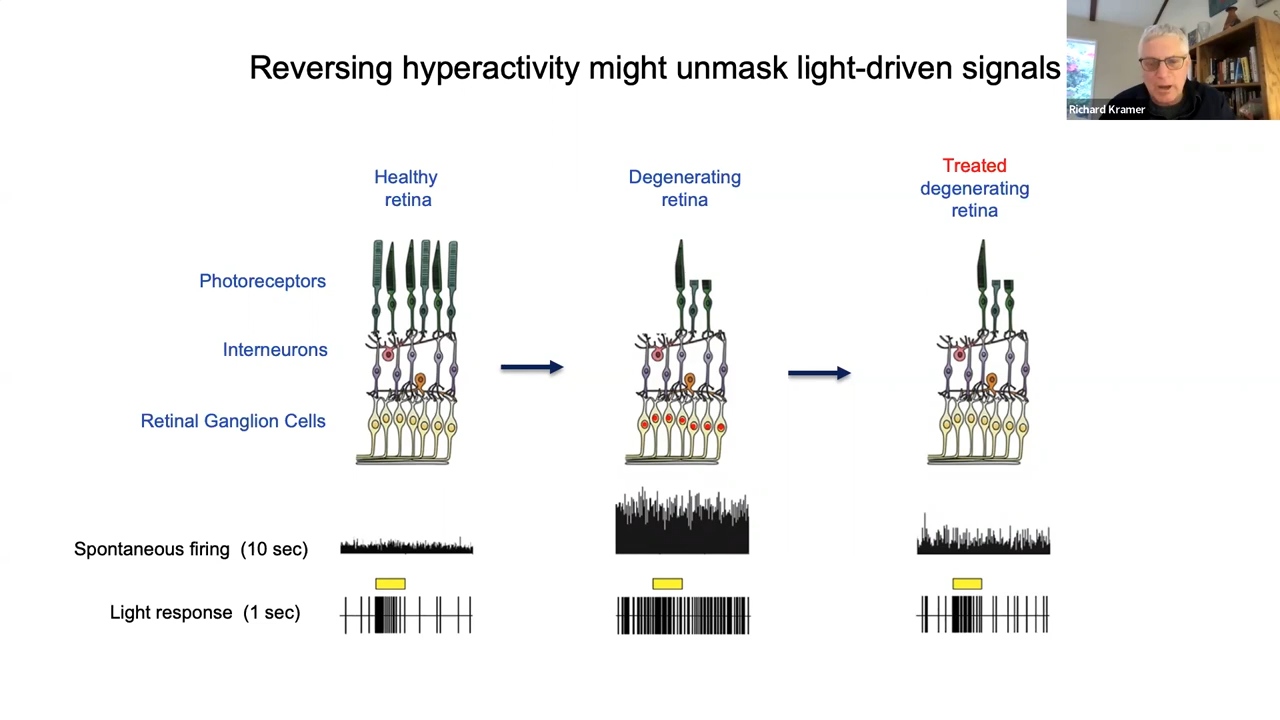 Reversing hyperactivity might unmask light-driven signals
Richard Kramer
Healthy
retina
Degenerating
retina
Treated
degenerating
retina
Photoreceptors
Interneurons
Retinal Ganglion Cells
Spontaneous firing (10 sec)
Light response (1 sec)